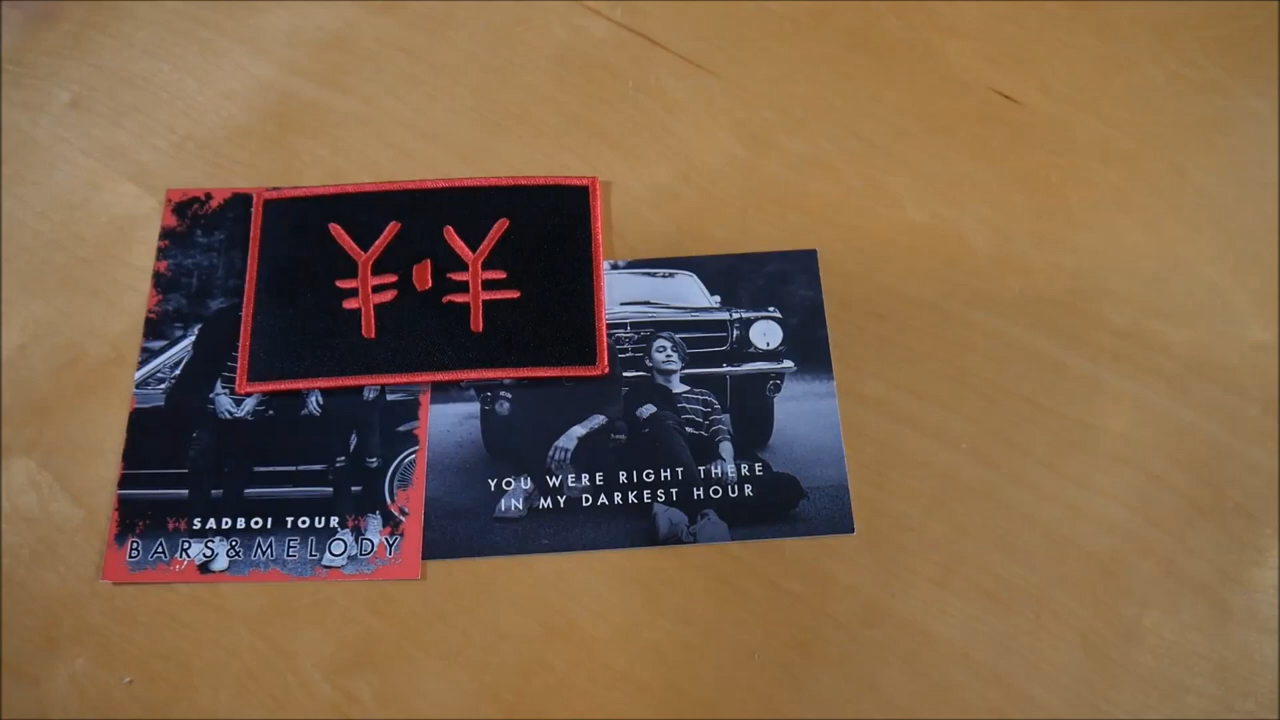 ¥'¥
YOU WERE RIGHT THERE
IN MY DARKEST HOUR
¥¥ SADBOI TOUR ¥¥
BARS&MELODY